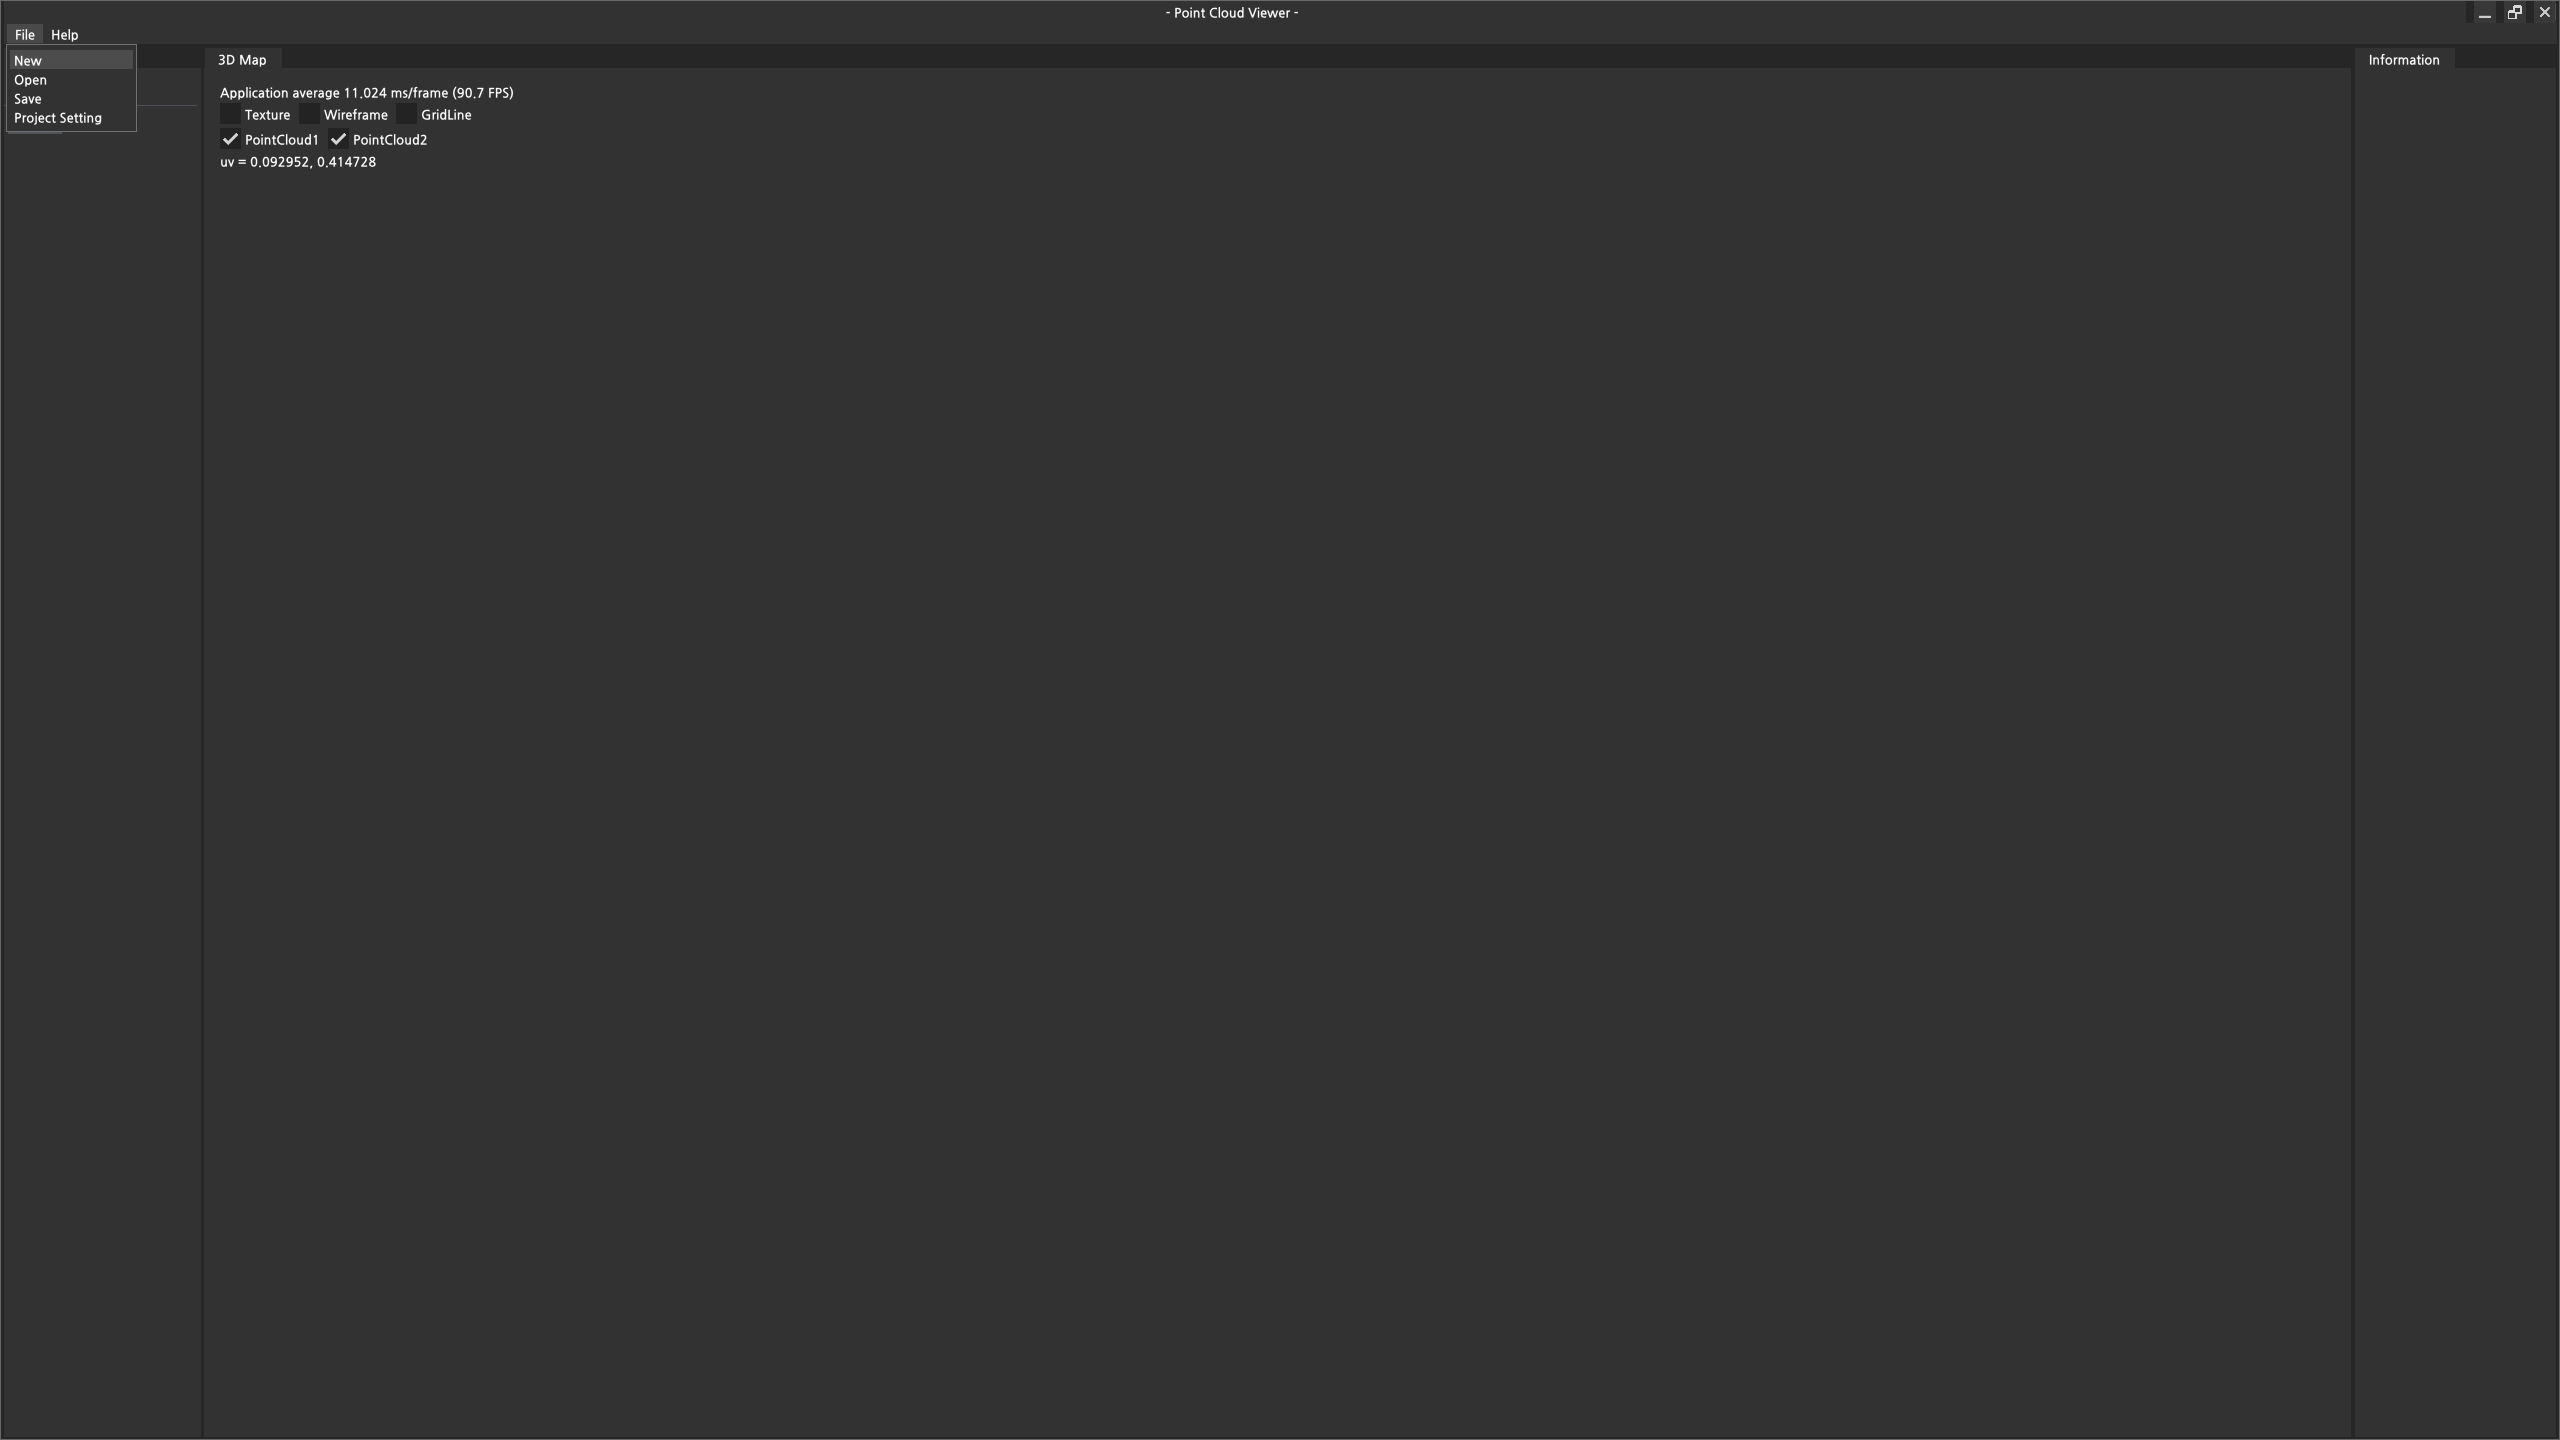 - Point Cloud Viewer -
File Help
New
Open
Save
Project Setting
3D Map
Application average 11.024 ms/frame (90.7 FPS)
Texture Wireframe GridLine
PointCloud1 PointCloud2
uv = 0.092952, 0.414728
Information